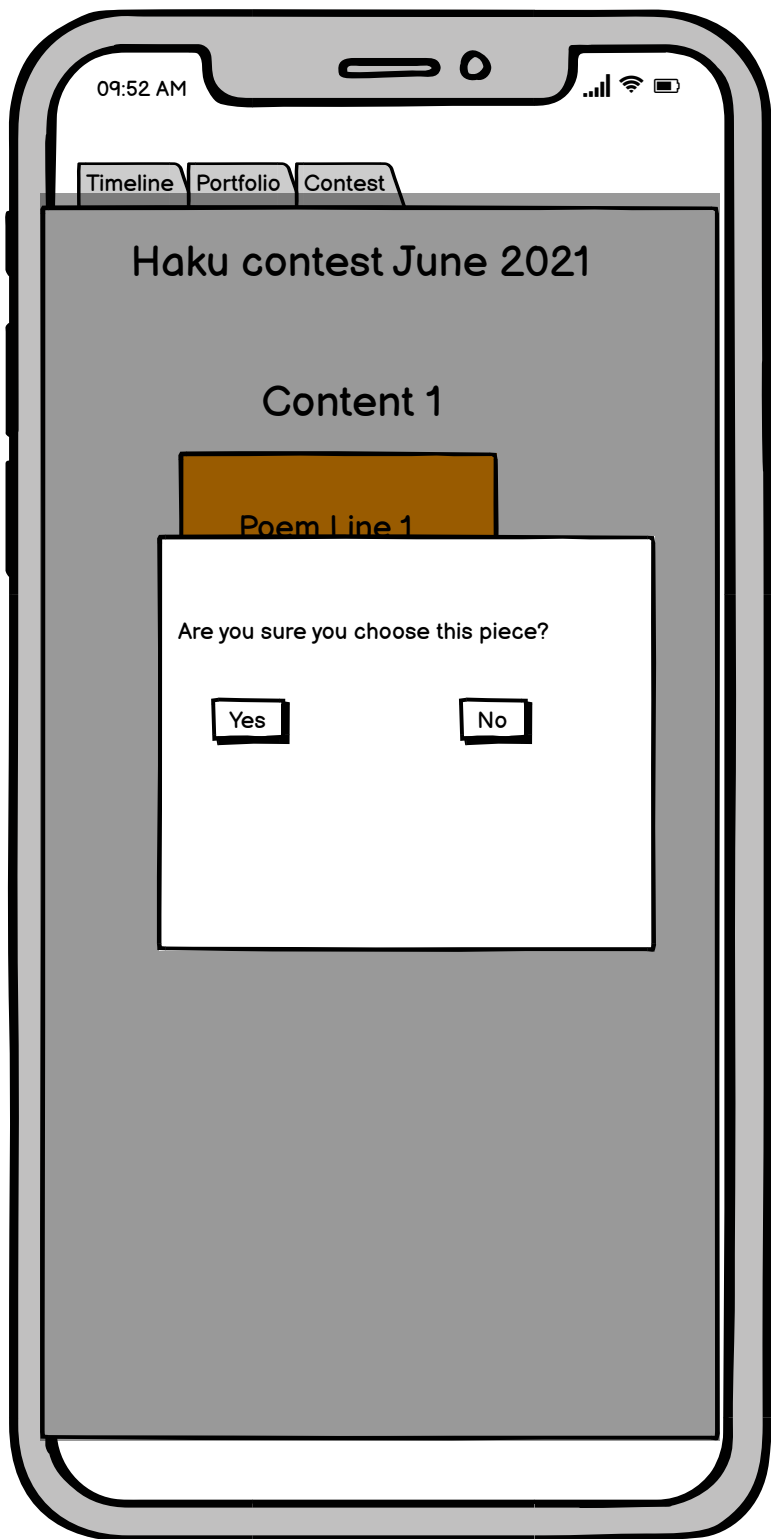 09:52 AM
Timeline Portfolio Contest
Haku contest June 2021
Content 1
Poem Line 1
Are you sure you choose this piece?
Yes No